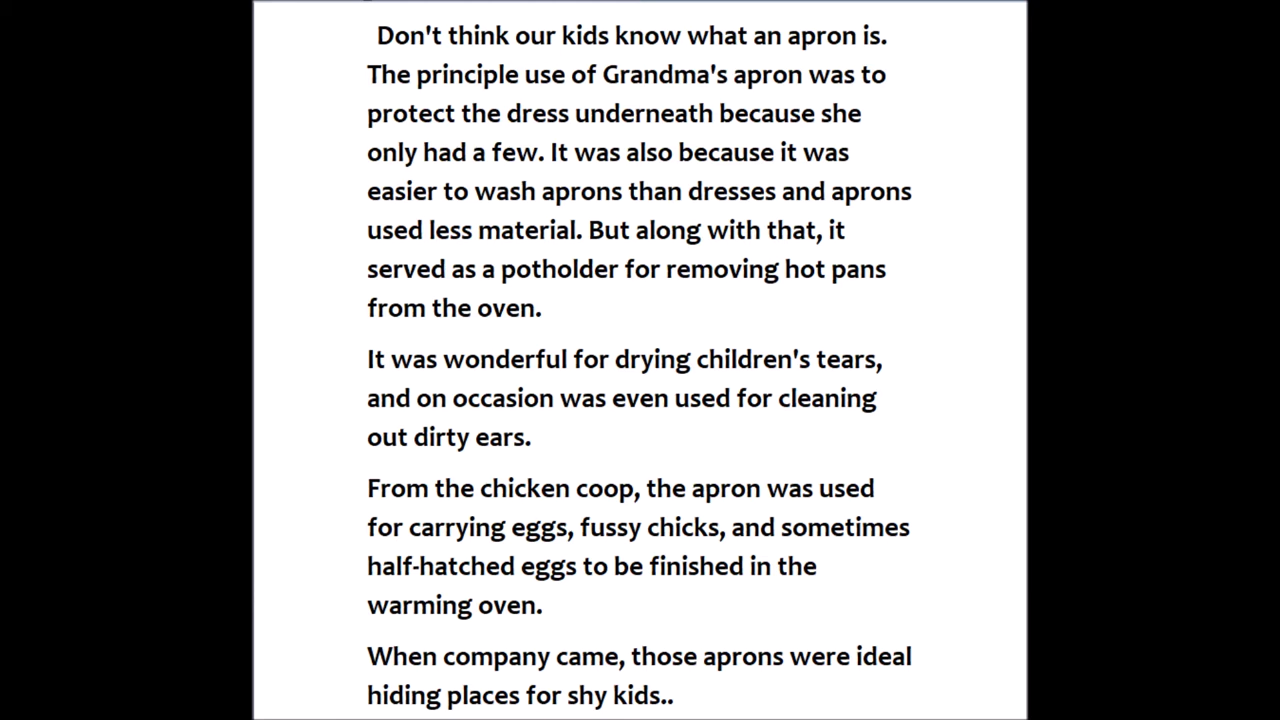 Don't think our kids know what an apron is.
The principle use of Grandma's apron was to
protect the dress underneath because she
only had a few. It was also because it was
easier to wash aprons than dresses and aprons
used less material. But along with that, it
served as a potholder for removing hot pans
from the oven.
It was wonderful for drying children's tears,
and on occasion was even used for cleaning
out dirty ears.
From the chicken coop, the apron was used
for carrying eggs, fussy chicks, and sometimes
half-hatched eggs to be finished in the
warming oven.
When company came, those aprons were ideal
hiding places for shy kids..